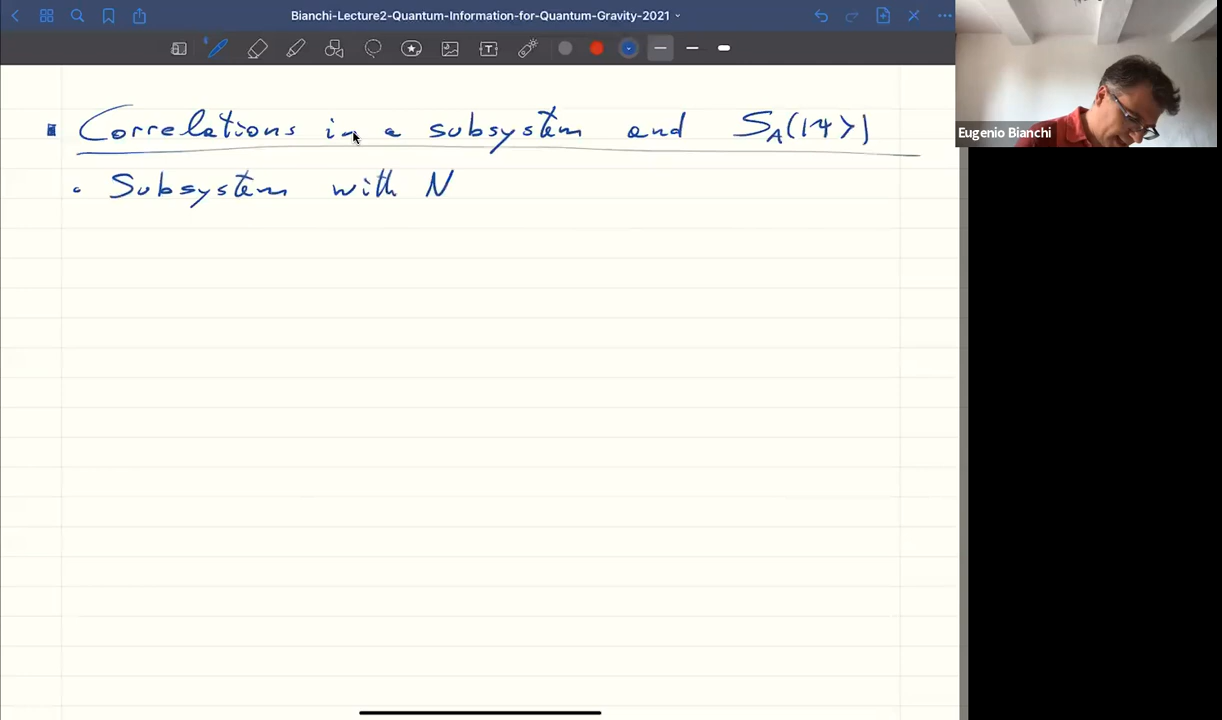 Bianchi-Lecture2-Quantum-Information-for-Quantum-Gravity-2021
Eugenio Bianchi
Correlations in a subsystem and S_A(|ψ>)
Subsystem with N